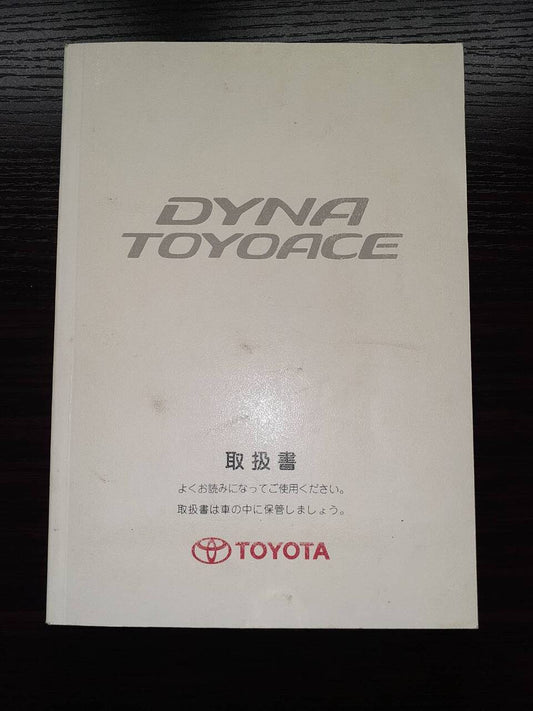 DYNA
TOYOACE
取扱書
よくお読みになってご使用ください。
取扱書は車の中に保管しましょう。
TOYOTA